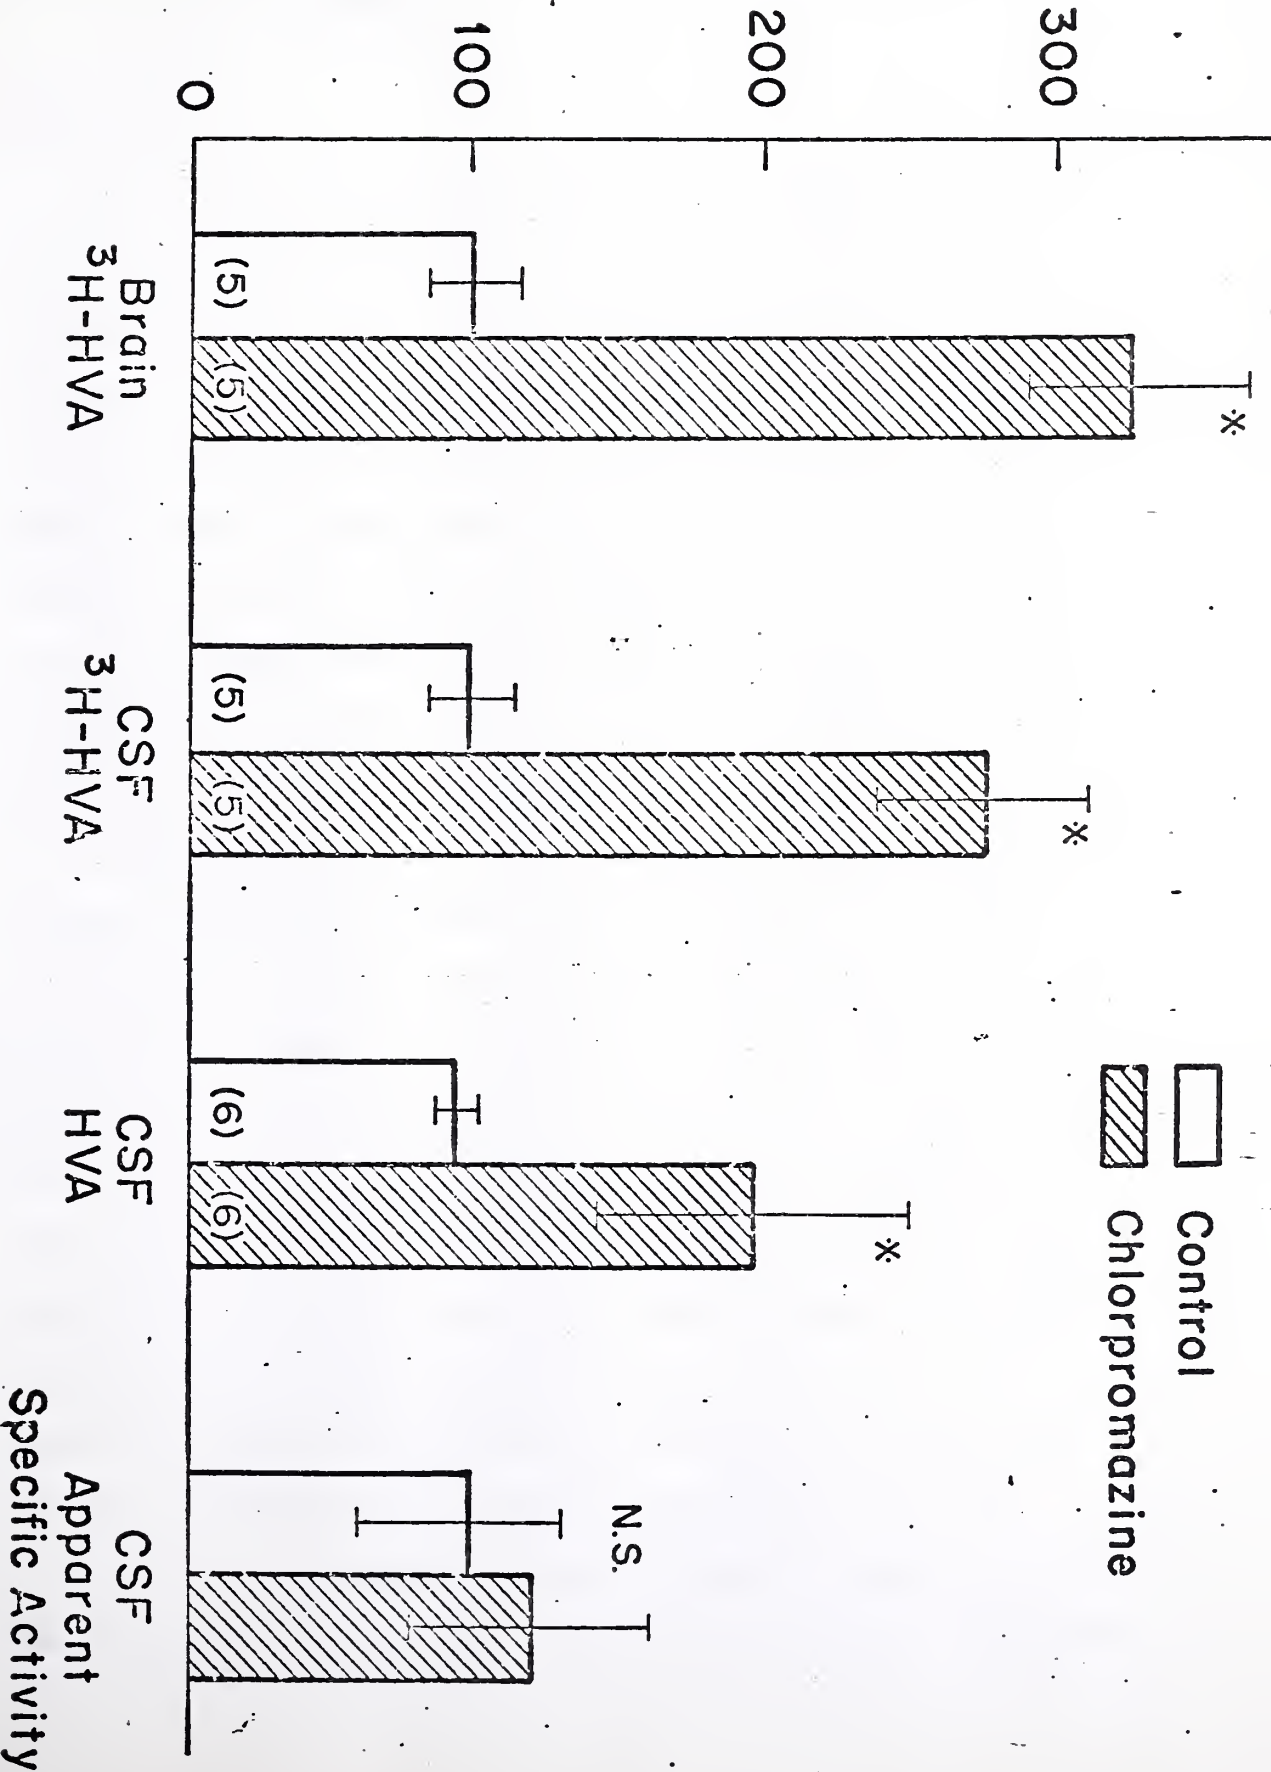 300
200
100
0
Control
Chlorpromazine
*
*
*
N.S.
(5)
(5)
(5)
(5)
(6)
(6)
Brain
³H-HVA
CSF
³H-HVA
CSF
HVA
CSF
Apparent
Specific Activity